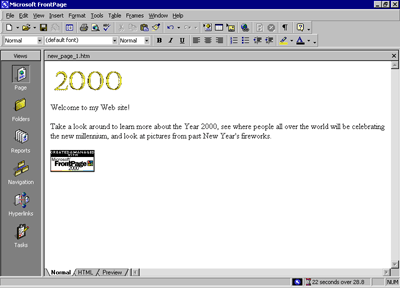 Microsoft FrontPage
File Edit View Insert Format Tools Table Frames Window Help
Normal (default font) Normal
Views new_page_1.htm
2000
Page
Welcome to my Web site!
Folders
Take a look around to learn more about the Year 2000, see where people all over the world will be celebrating
the new millennium, and look at pictures from past New Year's fireworks.
Reports
CREATED & MANAGED
WITH
Microsoft
FrontPage
2000
Navigation
Hyperlinks
Tasks
Normal HTML Preview
22 seconds over 28.8 NUM